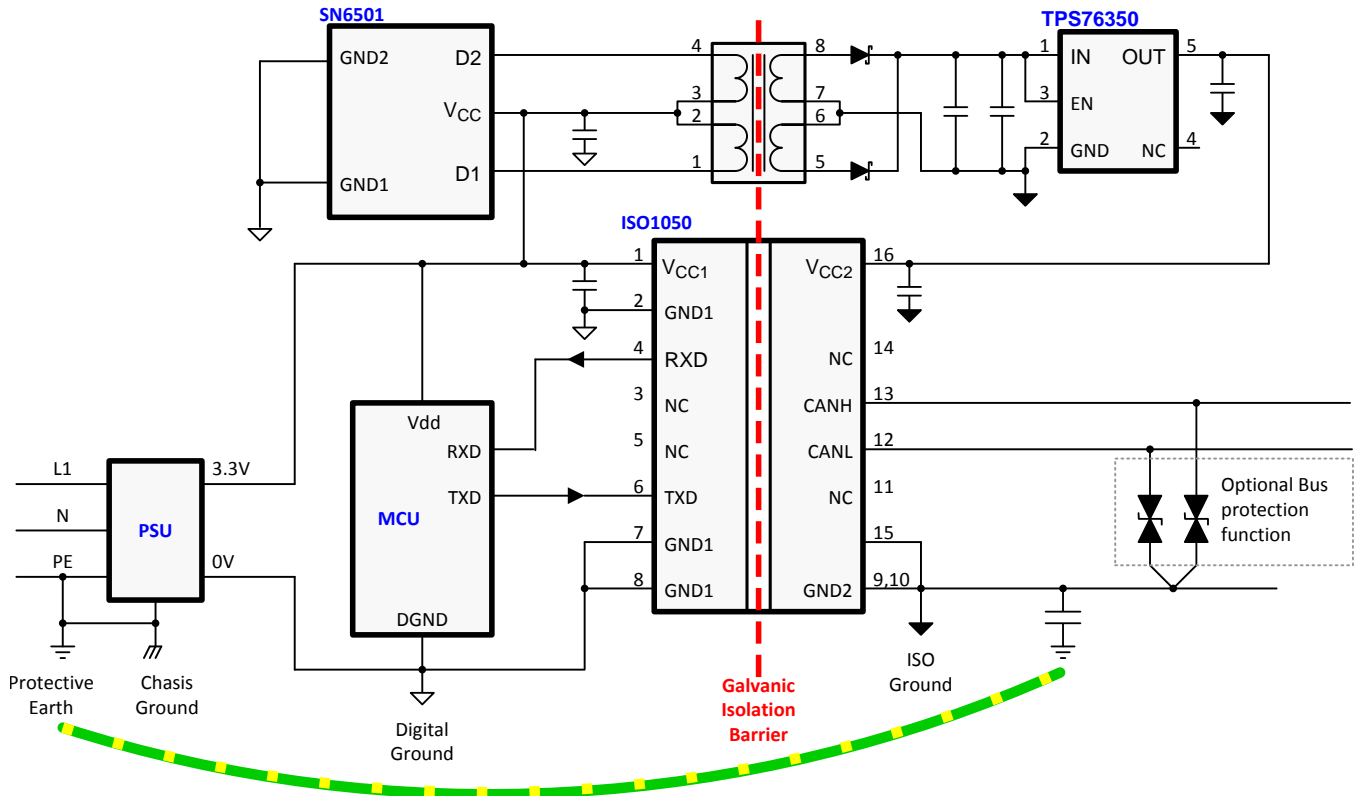 SN6501
GND2
D2
VCC
GND1
D1
4
3
2
1
8
7
6
5
TPS76350
1
IN
OUT
5
3
EN
2
GND
NC
4
ISO1050
1
VCC1
VCC2
16
2
GND1
4
RXD
NC
14
3
NC
CANH
13
5
NC
CANL
12
6
TXD
NC
11
7
GND1
15
8
GND1
GND2
9,10
Vdd
RXD
TXD
MCU
DGND
L1
3.3V
N
PSU
PE
0V
Optional Bus
protection
function
Protective
Earth
Chasis
Ground
Digital
Ground
Galvanic
Isolation
Barrier
ISO
Ground